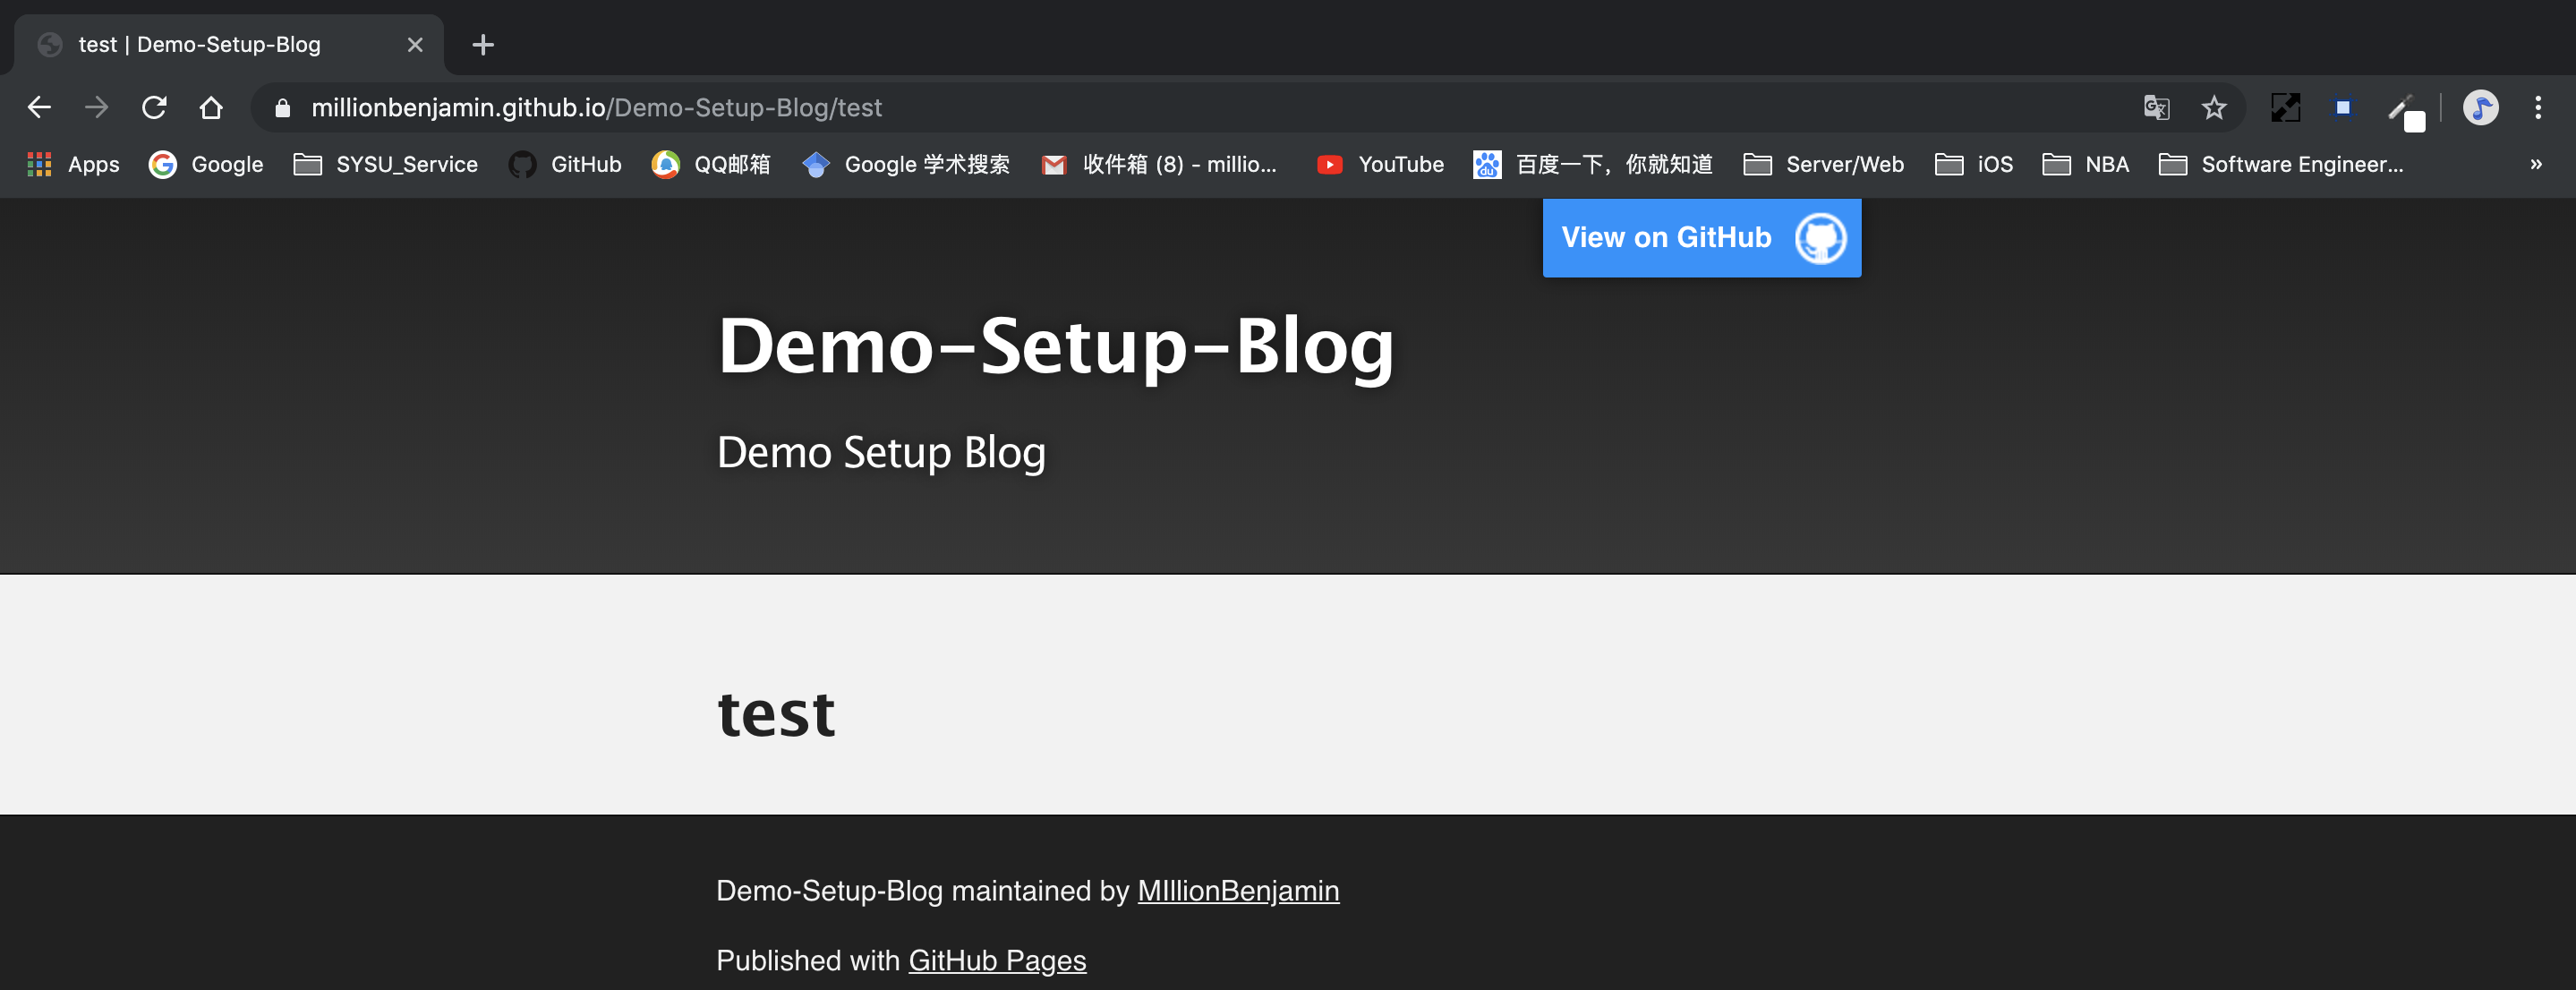 test | Demo-Setup-Blog
millionbenjamin.github.io/Demo-Setup-Blog/test
Apps Google SYSU_Service GitHub QQ邮箱 Google 学术搜索 收件箱 (8) - millio... YouTube 百度一下，你就知道 Server/Web iOS NBA Software Engineer... »
View on GitHub
Demo-Setup-Blog
Demo Setup Blog
test
Demo-Setup-Blog maintained by MIllionBenjamin
Published with GitHub Pages